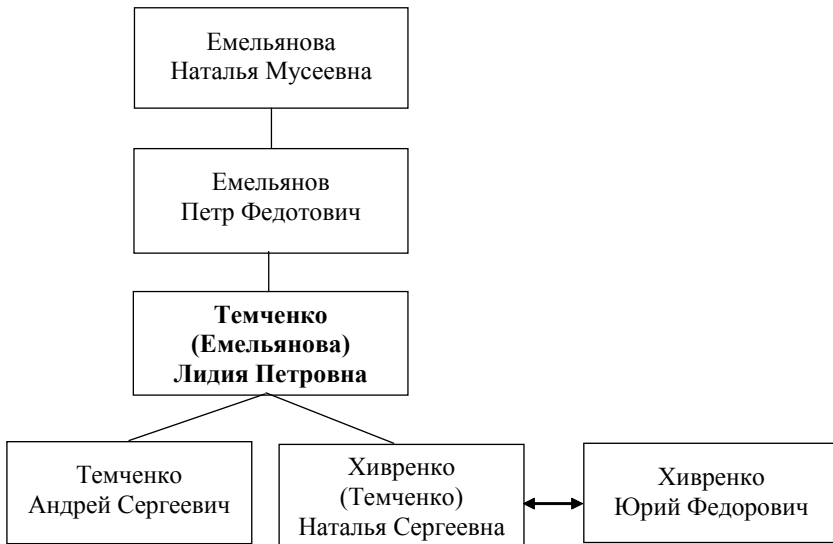 Емельянова
Наталья Мусеевна
Емельянов
Петр Федотович
Темченко
(Емельянова)
Лидия Петровна
Темченко
Андрей Сергеевич
Хивренко
(Темченко)
Наталья Сергеевна
Хивренко
Юрий Федорович